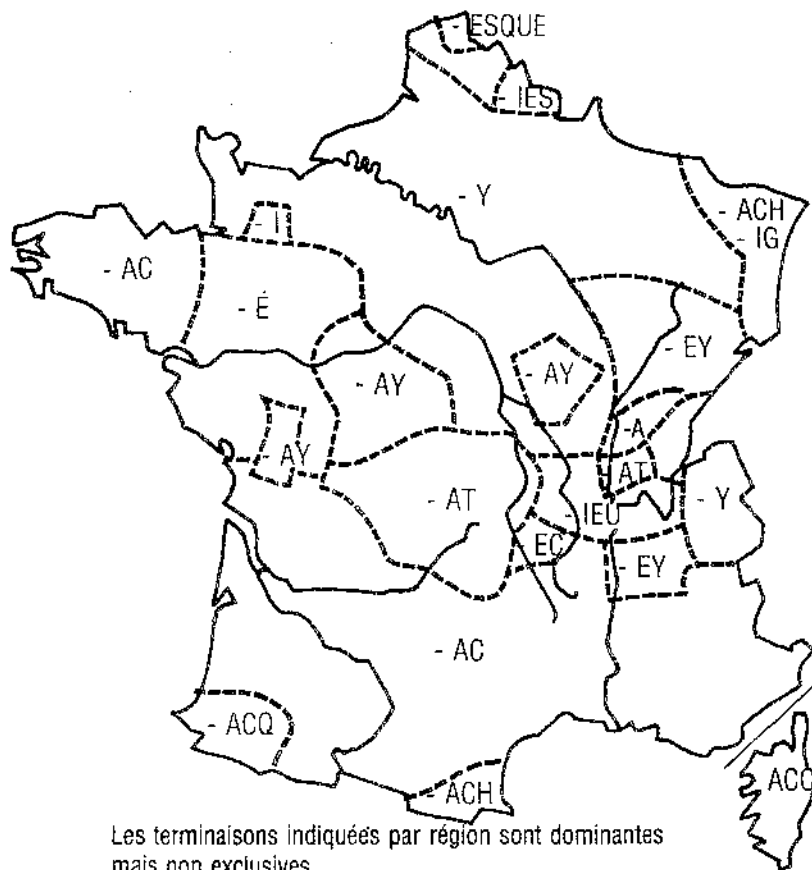 - ESQUE
- IES
- Y
- ACH
- IG
- I
- AC
- É
- EY
- AY
- AY
- A
- AY
- AT
- AT
- Y
- IEU
- EC
- EY
- AC
- ACQ
- ACH
Les terminaisons indiquées par région sont dominantes
mais non exclusives